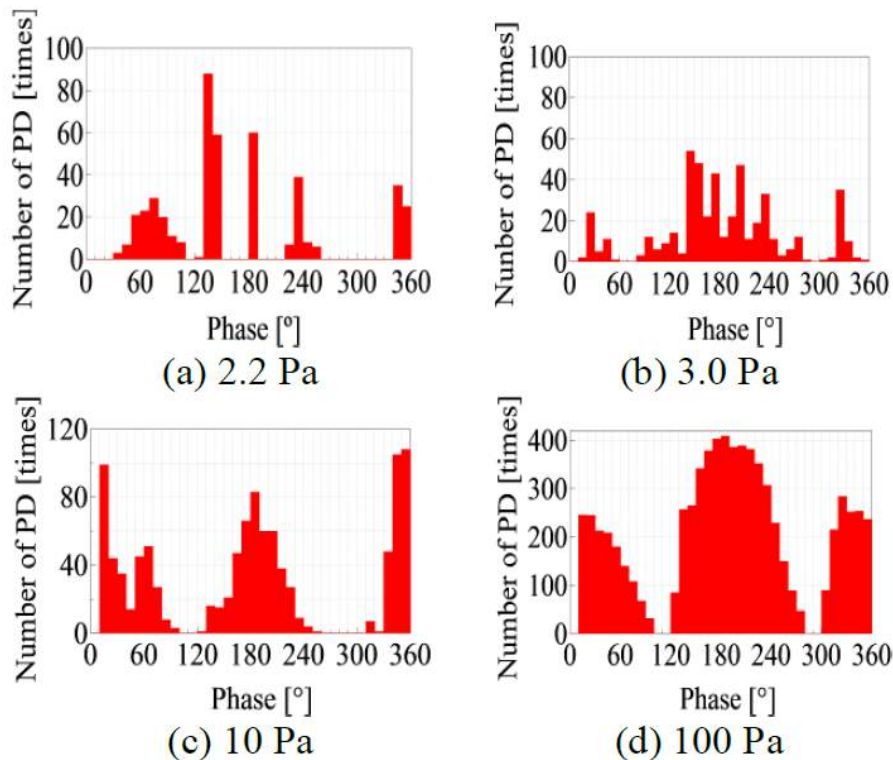 Number of PD [times]
100
80
60
40
20
0
0 60 120 180 240 300 360
Phase [º]
(a) 2.2 Pa
Nunber of PD [times]
100
80
60
40
20
0
0 60 120 180 240 300 360
Phase [°]
(b) 3.0 Pa
Number of PD [times]
120
80
40
0
0 60 120 180 240 300 360
Phase [°]
(c) 10 Pa
Number of PD [times]
400
300
200
100
0
0 60 120 180 240 300 360
Phase [°]
(d) 100 Pa